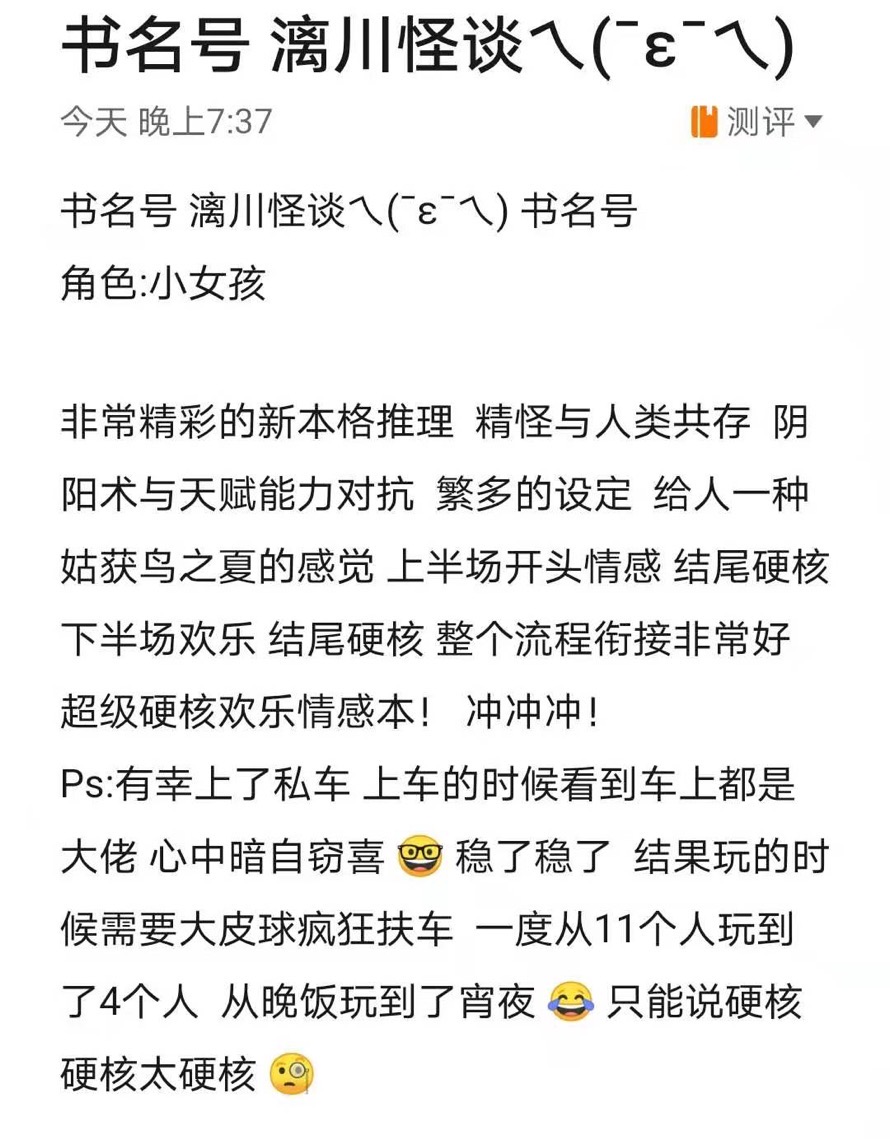 书名号 漓川怪谈乀(ˉεˉ乀)
今天 晚上7:37
测评
书名号 漓川怪谈乀(ˉεˉ乀) 书名号
角色:小女孩
非常精彩的新本格推理 精怪与人类共存 阴
阳术与天赋能力对抗 繁多的设定 给人一种
姑获鸟之夏的感觉 上半场开头情感 结尾硬核
下半场欢乐 结尾硬核 整个流程衔接非常好
超级硬核欢乐情感本！ 冲冲冲！
Ps:有幸上了私车 上车的时候看到车上都是
大佬 心中暗自窃喜 🤓 稳了稳了 结果玩的时
候需要大皮球疯狂扶车 一度从11个人玩到
了4个人 从晚饭玩到了宵夜 😂 只能说硬核
硬核太硬核 🧐